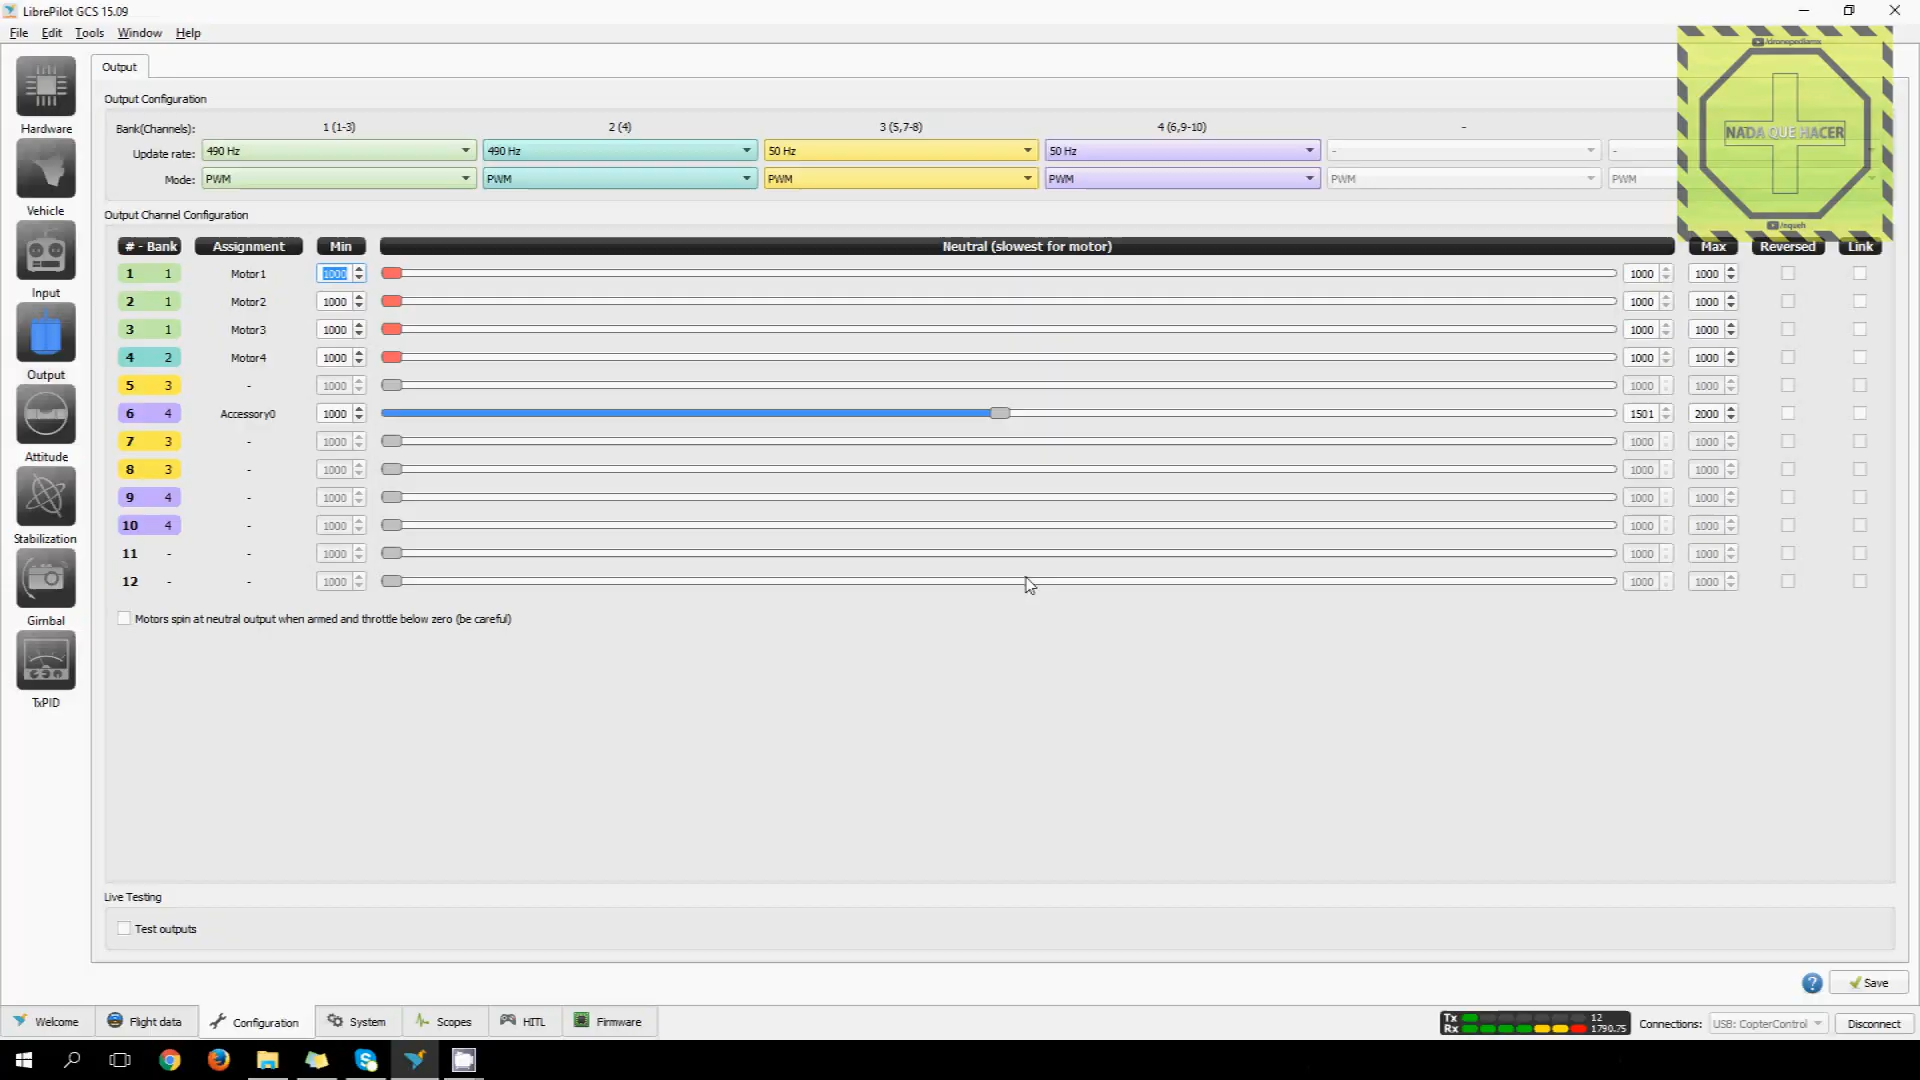 LibrePilot GCS 15.09
File Edit Tools Window Help
/dronepediamx
NADA QUE HACER
/nqueh
Hardware
Vehicle
Input
Output
Attitude
Stabilization
Gimbal
TxPID
Output
Output Configuration
Bank(Channels): 1 (1-3) 2 (4) 3 (5,7-8) 4 (6,9-10) -
Update rate: 490 Hz 490 Hz 50 Hz 50 Hz - -
Mode: PWM PWM PWM PWM PWM PWM
Output Channel Configuration
# - Bank Assignment Min Neutral (slowest for motor) Max Reversed Link
1 1 Motor1 1000 1000 1000
2 1 Motor2 1000 1000 1000
3 1 Motor3 1000 1000 1000
4 2 Motor4 1000 1000 1000
5 3 - 1000 1000 1000
6 4 Accessory0 1000 1501 2000
7 3 - 1000 1000 1000
8 3 - 1000 1000 1000
9 4 - 1000 1000 1000
10 4 - 1000 1000 1000
11 - - 1000 1000 1000
12 - - 1000 1000 1000
Motors spin at neutral output when armed and throttle below zero (be careful)
Live Testing
Test outputs
? Save
Welcome Flight data Configuration System Scopes HITL Firmware
Tx 12
Rx 1790.75
Connections: USB: CopterControl Disconnect